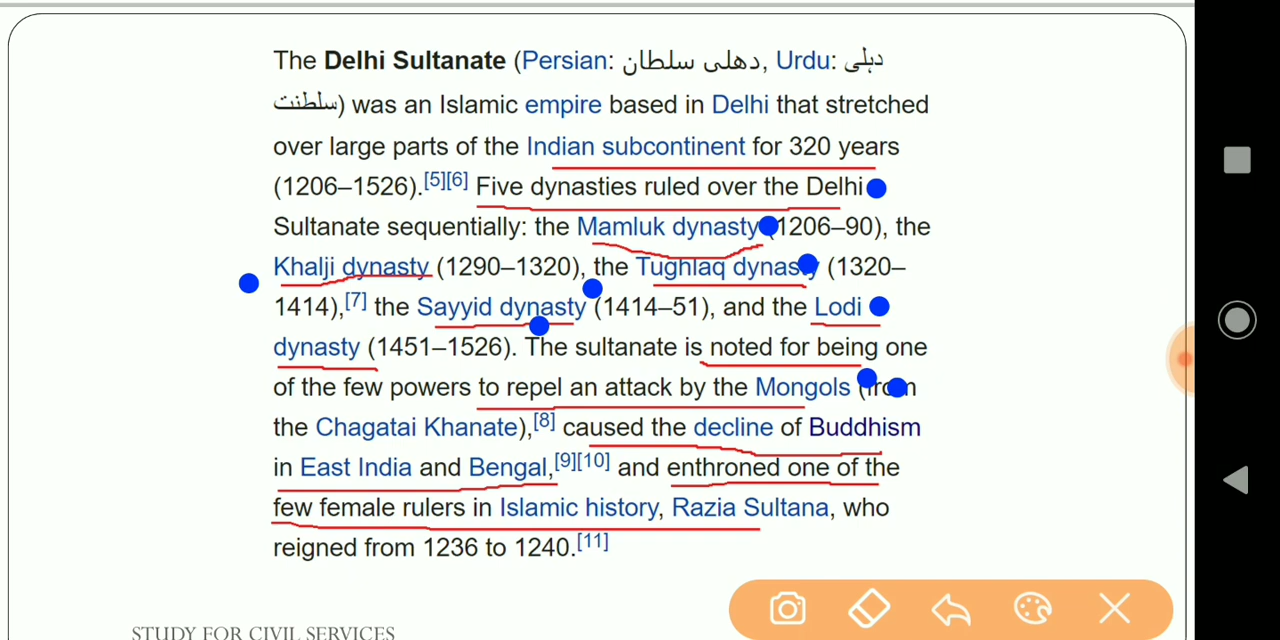 The Delhi Sultanate (Persian: دهلی سلطان, Urdu: دہلی
سلطنت) was an Islamic empire based in Delhi that stretched
over large parts of the Indian subcontinent for 320 years
(1206–1526).[5][6] Five dynasties ruled over the Delhi
Sultanate sequentially: the Mamluk dynasty (1206–90), the
Khalji dynasty (1290–1320), the Tughlaq dynasty (1320–
1414),[7] the Sayyid dynasty (1414–51), and the Lodi
dynasty (1451–1526). The sultanate is noted for being one
of the few powers to repel an attack by the Mongols (from
the Chagatai Khanate),[8] caused the decline of Buddhism
in East India and Bengal,[9][10] and enthroned one of the
few female rulers in Islamic history, Razia Sultana, who
reigned from 1236 to 1240.[11]
STUDY FOR CIVIL SERVICES